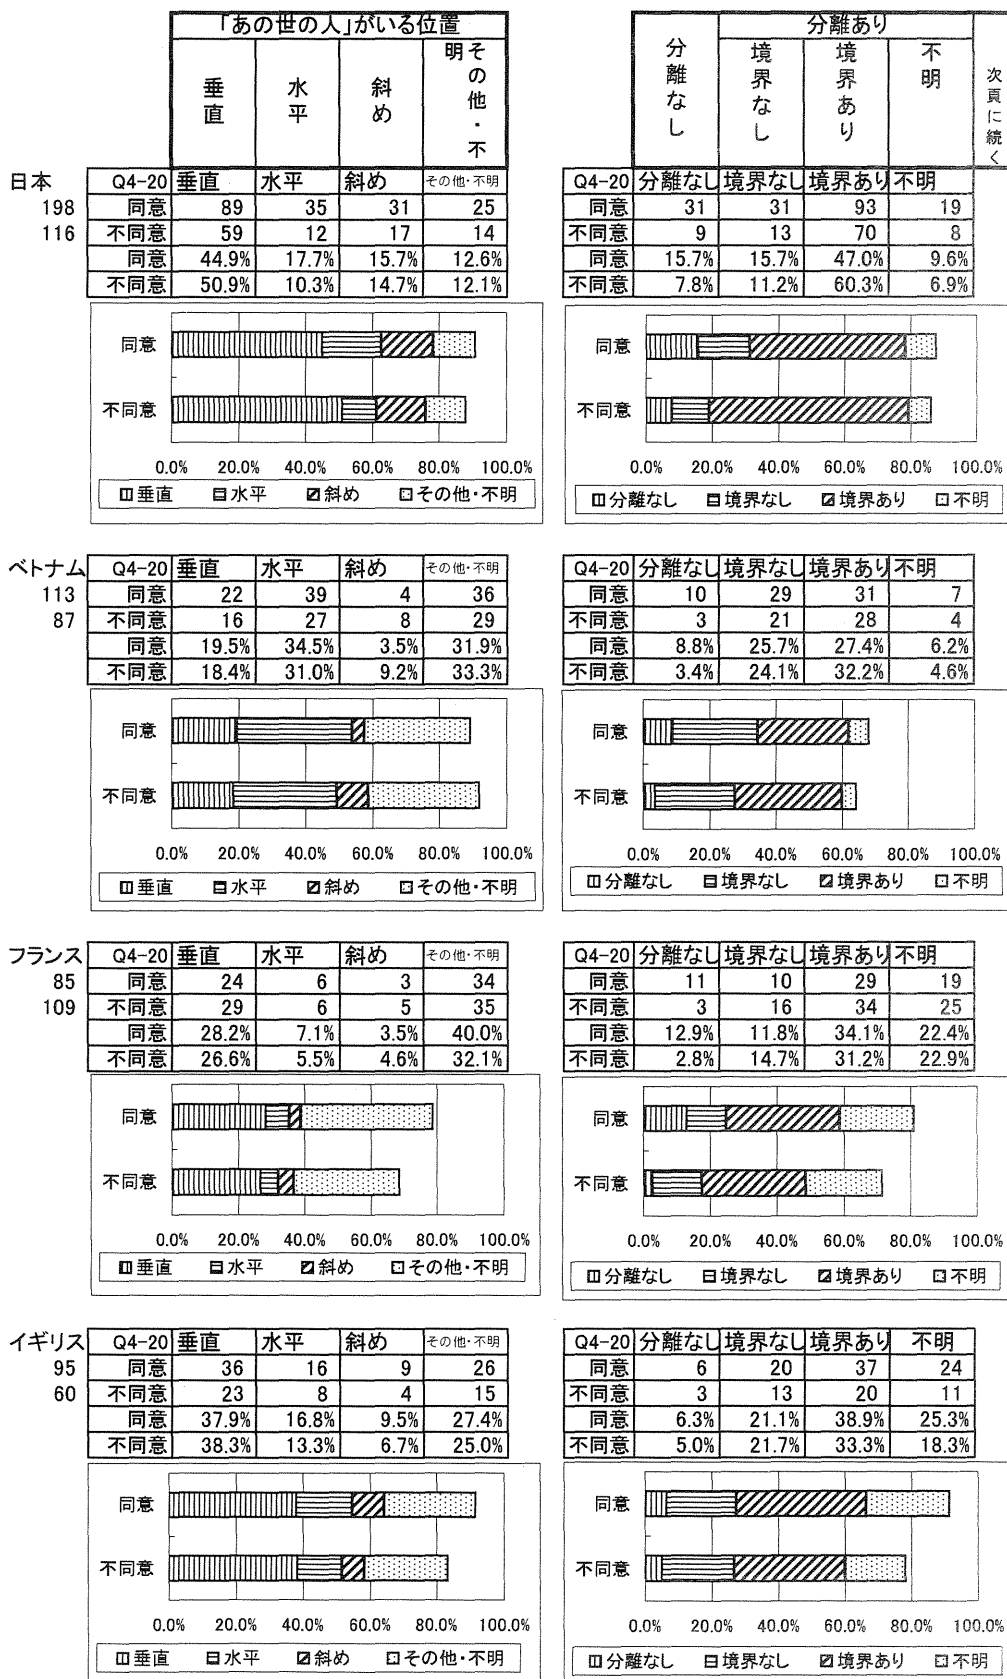 「あの世の人」がいる位置
垂直 水平 斜め その他・不明
分離なし 分離あり
境界なし 境界あり 不明
次頁に続く
日本 Q4-20 垂直 水平 斜め その他・不明
198 同意 89 35 31 25
116 不同意 59 12 17 14
同意 44.9% 17.7% 15.7% 12.6%
不同意 50.9% 10.3% 14.7% 12.1%
Q4-20 分離なし 境界なし 境界あり 不明
同意 31 31 93 19
不同意 9 13 70 8
同意 15.7% 15.7% 47.0% 9.6%
不同意 7.8% 11.2% 60.3% 6.9%
同意
不同意
0.0% 20.0% 40.0% 60.0% 80.0% 100.0%
垂直 水平 斜め その他・不明
同意
不同意
0.0% 20.0% 40.0% 60.0% 80.0% 100.0%
分離なし 境界なし 境界あり 不明
ベトナム Q4-20 垂直 水平 斜め その他・不明
113 同意 22 39 4 36
87 不同意 16 27 8 29
同意 19.5% 34.5% 3.5% 31.9%
不同意 18.4% 31.0% 9.2% 33.3%
Q4-20 分離なし 境界なし 境界あり 不明
同意 10 29 31 7
不同意 3 21 28 4
同意 8.8% 25.7% 27.4% 6.2%
不同意 3.4% 24.1% 32.2% 4.6%
同意
不同意
0.0% 20.0% 40.0% 60.0% 80.0% 100.0%
垂直 水平 斜め その他・不明
同意
不同意
0.0% 20.0% 40.0% 60.0% 80.0% 100.0%
分離なし 境界なし 境界あり 不明
フランス Q4-20 垂直 水平 斜め その他・不明
85 同意 24 6 3 34
109 不同意 29 6 5 35
同意 28.2% 7.1% 3.5% 40.0%
不同意 26.6% 5.5% 4.6% 32.1%
Q4-20 分離なし 境界なし 境界あり 不明
同意 11 10 29 19
不同意 3 16 34 25
同意 12.9% 11.8% 34.1% 22.4%
不同意 2.8% 14.7% 31.2% 22.9%
同意
不同意
0.0% 20.0% 40.0% 60.0% 80.0% 100.0%
垂直 水平 斜め その他・不明
同意
不同意
0.0% 20.0% 40.0% 60.0% 80.0% 100.0%
分離なし 境界なし 境界あり 不明
イギリス Q4-20 垂直 水平 斜め その他・不明
95 同意 36 16 9 26
60 不同意 23 8 4 15
同意 37.9% 16.8% 9.5% 27.4%
不同意 38.3% 13.3% 6.7% 25.0%
Q4-20 分離なし 境界なし 境界あり 不明
同意 6 20 37 24
不同意 3 13 20 11
同意 6.3% 21.1% 38.9% 25.3%
不同意 5.0% 21.7% 33.3% 18.3%
同意
不同意
0.0% 20.0% 40.0% 60.0% 80.0% 100.0%
垂直 水平 斜め その他・不明
同意
不同意
0.0% 20.0% 40.0% 60.0% 80.0% 100.0%
分離なし 境界なし 境界あり 不明